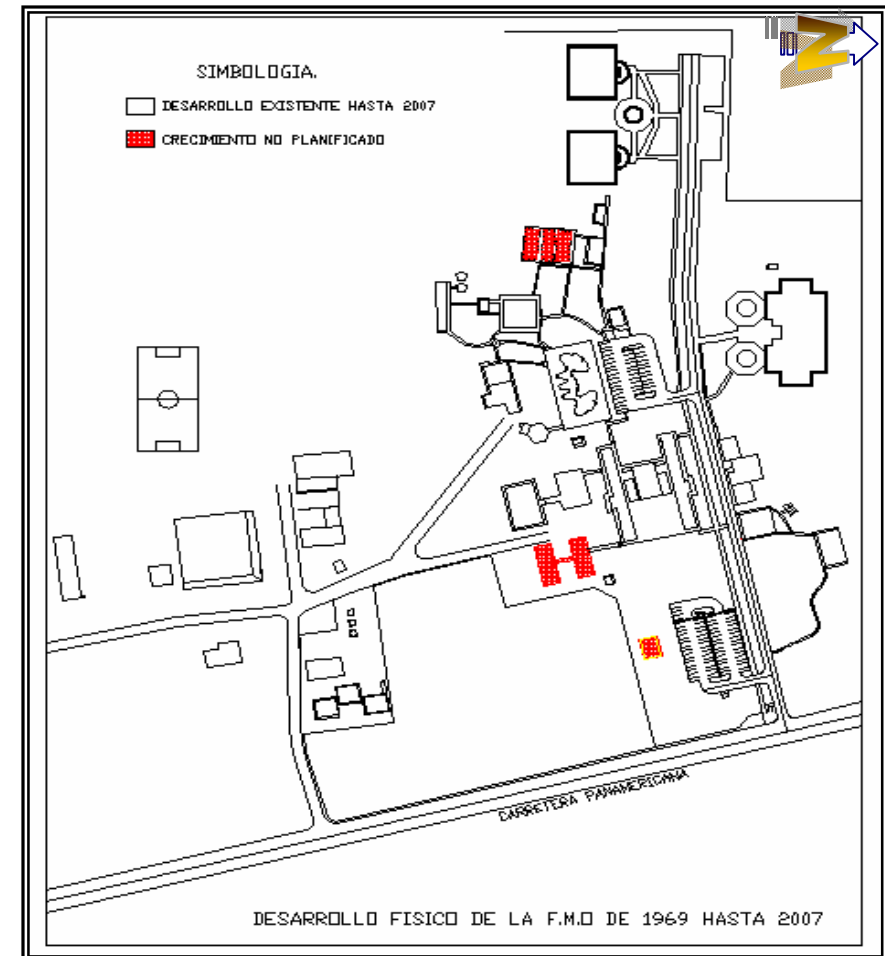 SIMBOLOGIA.
DESARROLLO EXISTENTE HASTA 2007
CRECIMIENTO NO PLANIFICADO
CARRETERA PANAMERICANA
DESARROLLO FISICO DE LA F.M.O DE 1969 HASTA 2007